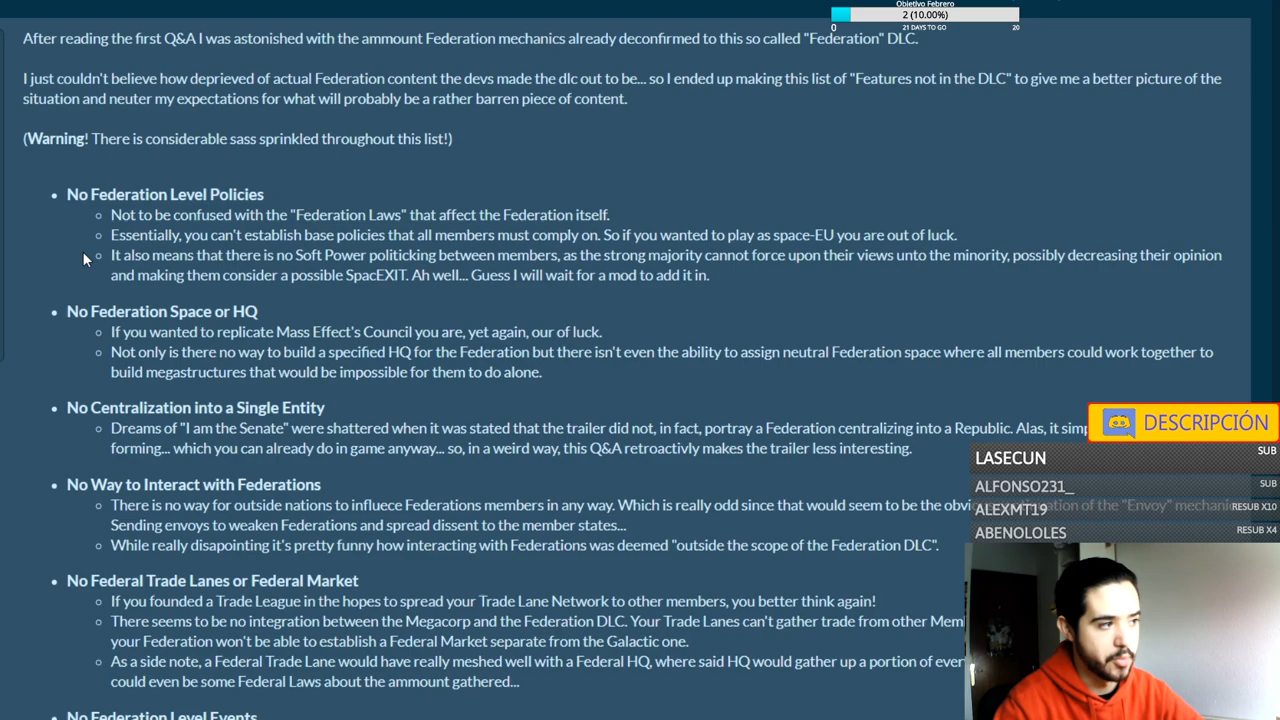 Objetivo Febrero
2 (10.00%)
0 21 DAYS TO GO 20
After reading the first Q&A I was astonished with the ammount Federation mechanics already deconfirmed to this so called "Federation" DLC.
I just couldn't believe how deprieved of actual Federation content the devs made the dlc out to be... so I ended up making this list of "Features not in the DLC" to give me a better picture of the
situation and neuter my expectations for what will probably be a rather barren piece of content.
(Warning! There is considerable sass sprinkled throughout this list!)
No Federation Level Policies
Not to be confused with the "Federation Laws" that affect the Federation itself.
Essentially, you can't establish base policies that all members must comply on. So if you wanted to play as space-EU you are out of luck.
It also means that there is no Soft Power politicking between members, as the strong majority cannot force upon their views unto the minority, possibly decreasing their opinion
and making them consider a possible SpacEXIT. Ah well... Guess I will wait for a mod to add it in.
No Federation Space or HQ
If you wanted to replicate Mass Effect's Council you are, yet again, our of luck.
Not only is there no way to build a specified HQ for the Federation but there isn't even the ability to assign neutral Federation space where all members could work together to
build megastructures that would be impossible for them to do alone.
No Centralization into a Single Entity
Dreams of "I am the Senate" were shattered when it was stated that the trailer did not, in fact, portray a Federation centralizing into a Republic. Alas, it
forming... which you can already do in game anyway... so, in a weird way, this Q&A retroactivly makes the trailer less interesting.
DESCRIPCIÓN
LASECUN SUB
ALFONSO231_ SUB
ALEXMT19 RESUB X10
ABENOLOLES RESUB X4
No Way to Interact with Federations
There is no way for outside nations to influece Federations members in any way. Which is really odd since that would seem to be the of the "Envoy"
Sending envoys to weaken Federations and spread dissent to the member states...
While really disapointing it's pretty funny how interacting with Federations was deemed "outside the scope of the Federation DLC".
No Federal Trade Lanes or Federal Market
If you founded a Trade League in the hopes to spread your Trade Lane Network to other members, you better think again!
There seems to be no integration between the Megacorp and the Federation DLC. Your Trade Lanes can't gather trade from other
your Federation won't be able to establish a Federal Market separate from the Galactic one.
As a side note, a Federal Trade Lane would have really meshed well with a Federal HQ, where said HQ would gather up a portion of
could even be some Federal Laws about the ammount gathered...
No Federation Level Events